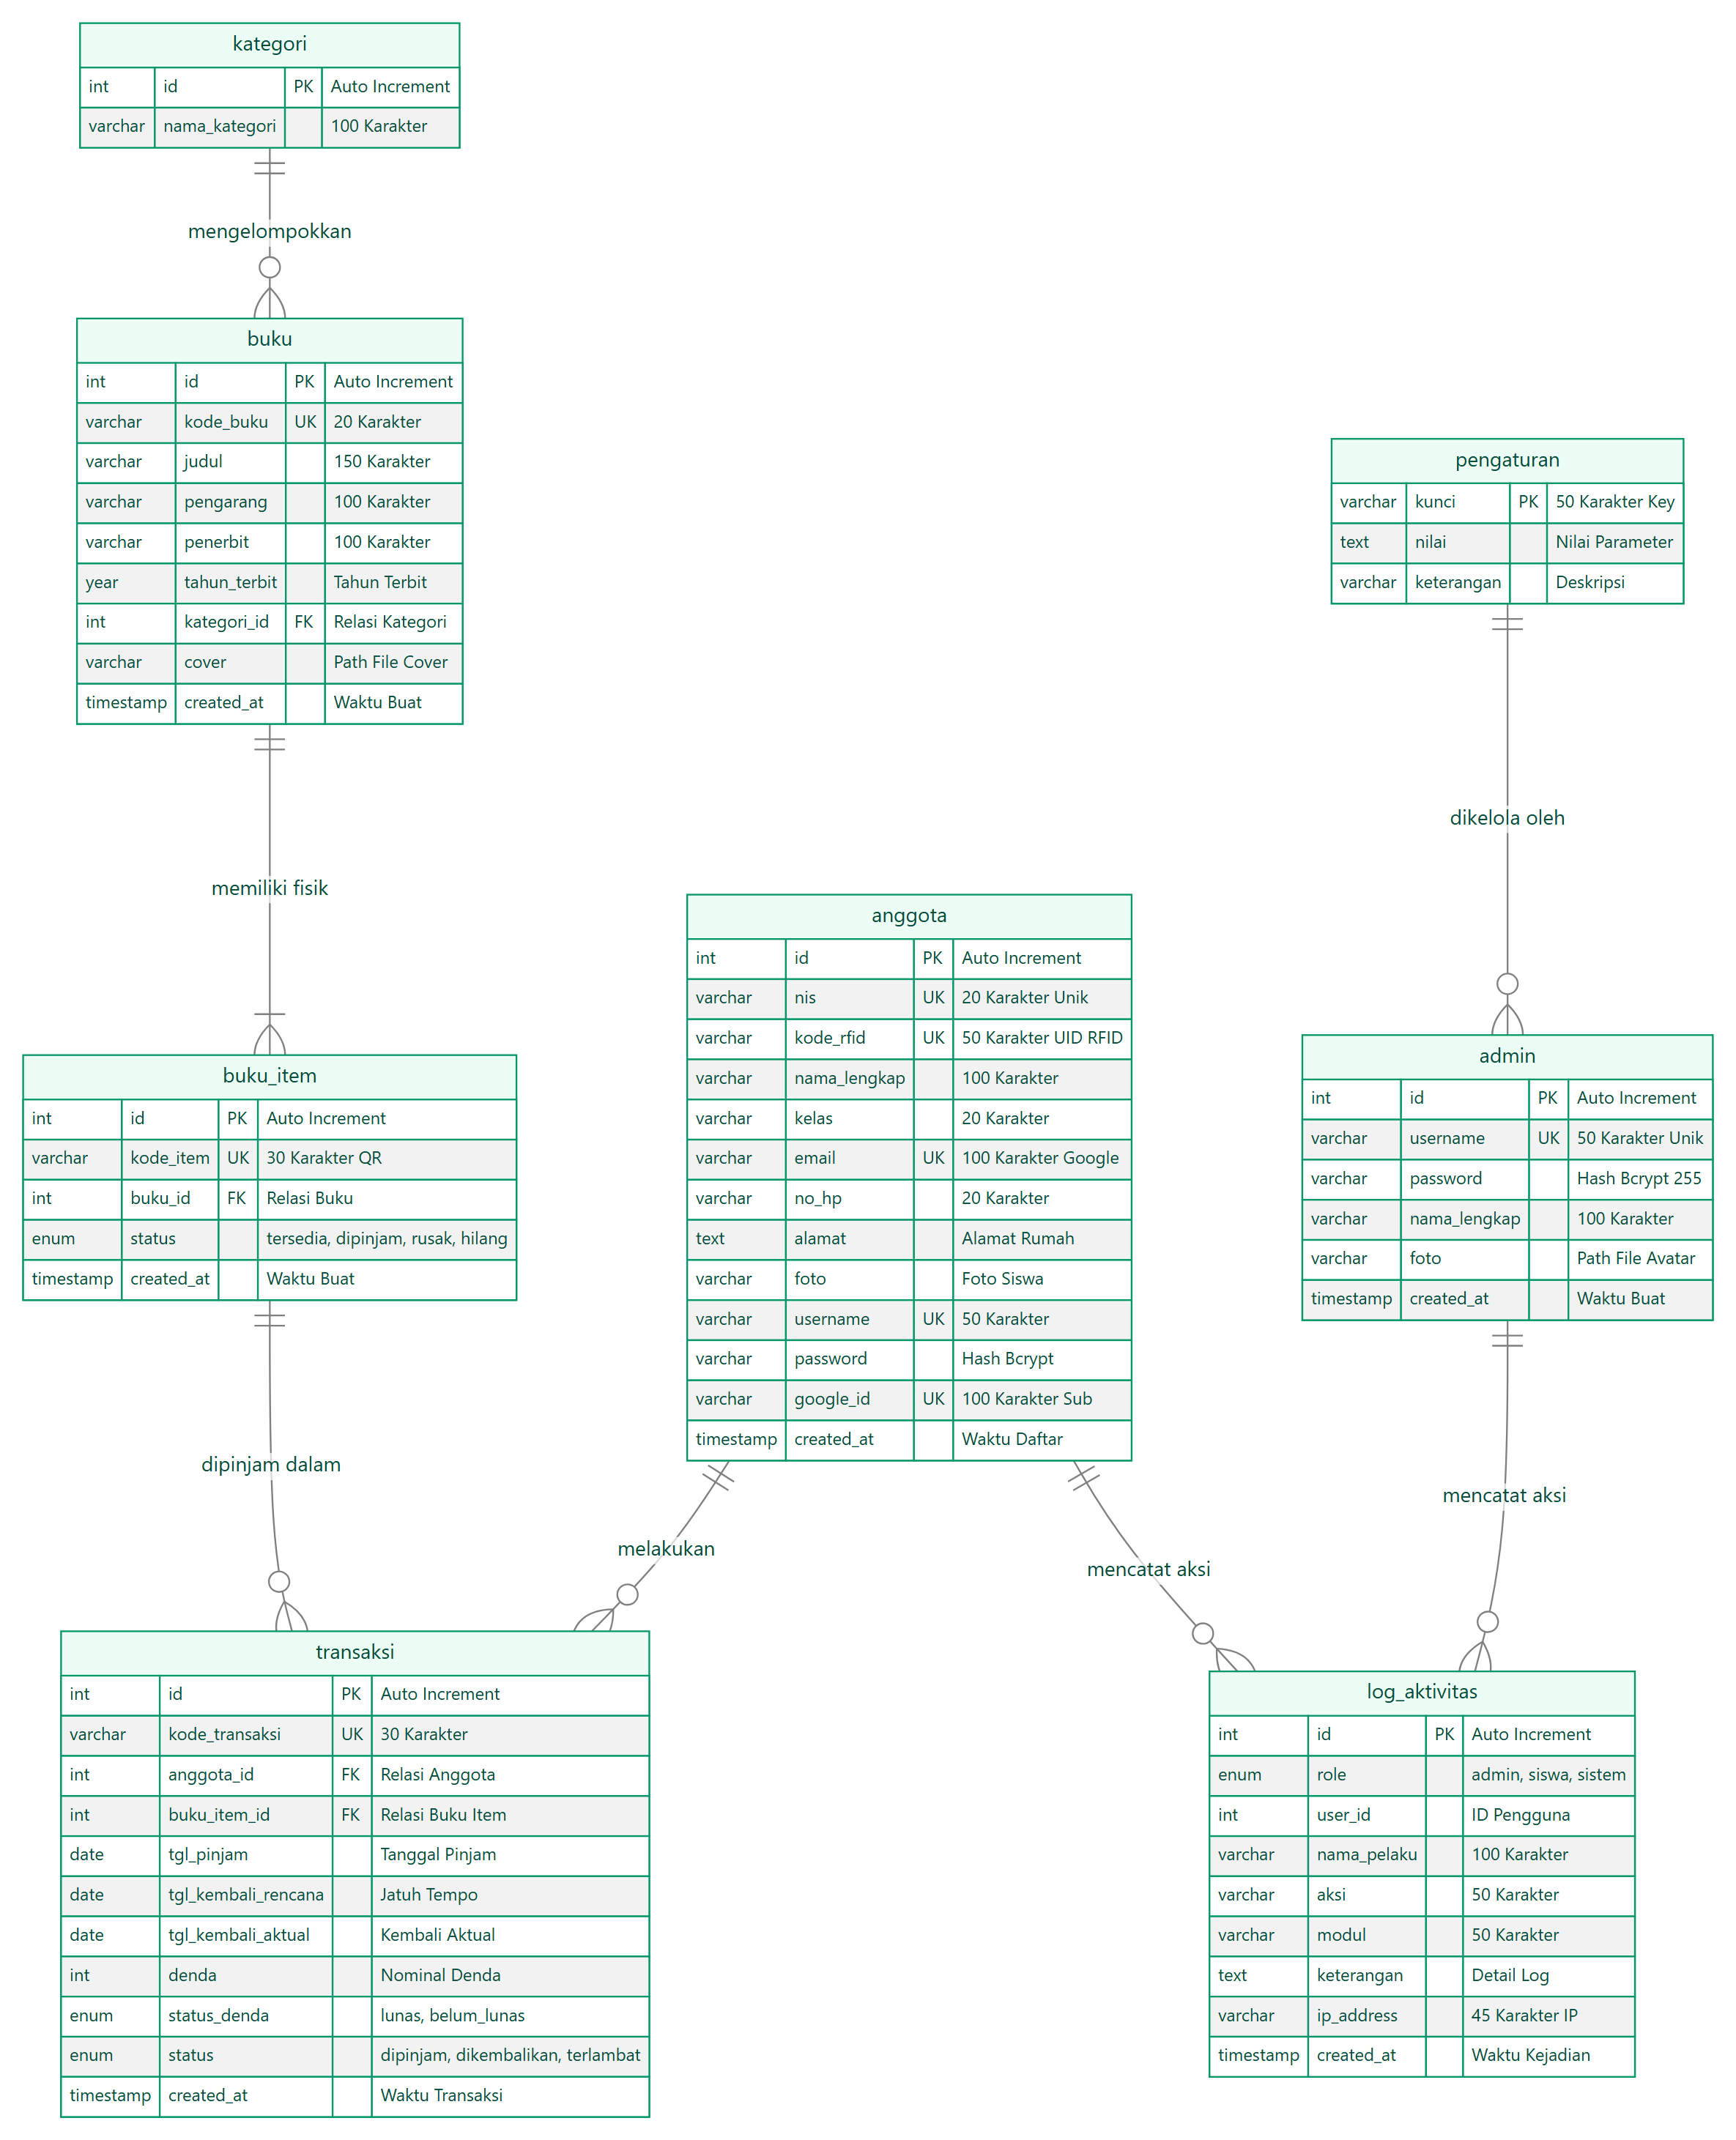 kategori
int id PK Auto Increment
varchar nama_kategori 100 Karakter
mengelompokkan
buku
int id PK Auto Increment
varchar kode_buku UK 20 Karakter
varchar judul 150 Karakter
varchar pengarang 100 Karakter
varchar penerbit 100 Karakter
year tahun_terbit Tahun Terbit
int kategori_id FK Relasi Kategori
varchar cover Path File Cover
timestamp created_at Waktu Buat
memiliki fisik
buku_item
int id PK Auto Increment
varchar kode_item UK 30 Karakter QR
int buku_id FK Relasi Buku
enum status tersedia, dipinjam, rusak, hilang
timestamp created_at Waktu Buat
dipinjam dalam
pengaturan
varchar kunci PK 50 Karakter Key
text nilai Nilai Parameter
varchar keterangan Deskripsi
dikelola oleh
anggota
int id PK Auto Increment
varchar nis UK 20 Karakter Unik
varchar kode_rfid UK 50 Karakter UID RFID
varchar nama_lengkap 100 Karakter
varchar kelas 20 Karakter
varchar email UK 100 Karakter Google
varchar no_hp 20 Karakter
text alamat Alamat Rumah
varchar foto Foto Siswa
varchar username UK 50 Karakter
varchar password Hash Bcrypt
varchar google_id UK 100 Karakter Sub
timestamp created_at Waktu Daftar
admin
int id PK Auto Increment
varchar username UK 50 Karakter Unik
varchar password Hash Bcrypt 255
varchar nama_lengkap 100 Karakter
varchar foto Path File Avatar
timestamp created_at Waktu Buat
melakukan
mencatat aksi
mencatat aksi
transaksi
int id PK Auto Increment
varchar kode_transaksi UK 30 Karakter
int anggota_id FK Relasi Anggota
int buku_item_id FK Relasi Buku Item
date tgl_pinjam Tanggal Pinjam
date tgl_kembali_rencana Jatuh Tempo
date tgl_kembali_aktual Kembali Aktual
int denda Nominal Denda
enum status_denda lunas, belum_lunas
enum status dipinjam, dikembalikan, terlambat
timestamp created_at Waktu Transaksi
log_aktivitas
int id PK Auto Increment
enum role admin, siswa, sistem
int user_id ID Pengguna
varchar nama_pelaku 100 Karakter
varchar aksi 50 Karakter
varchar modul 50 Karakter
text keterangan Detail Log
varchar ip_address 45 Karakter IP
timestamp created_at Waktu Kejadian